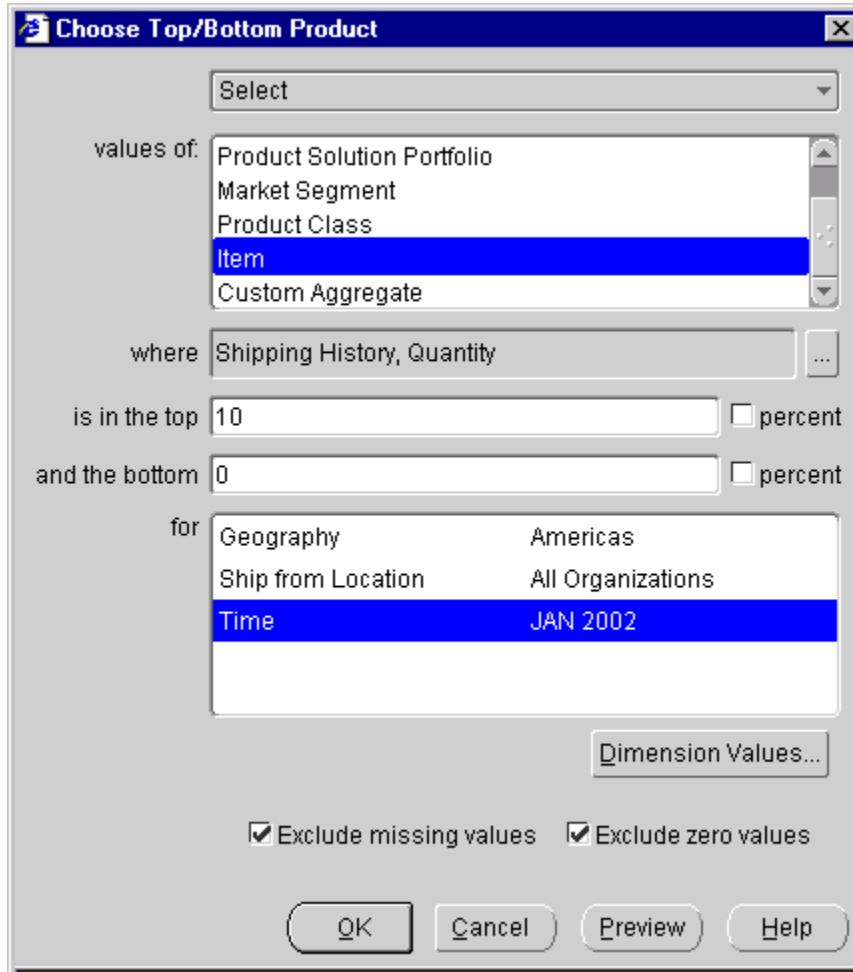 Choose Top/Bottom Product
Select
values of:
Product Solution Portfolio
Market Segment
Product Class
Item
Custom Aggregate
where Shipping History, Quantity ...
is in the top 10 percent
and the bottom 0 percent
for
Geography Americas
Ship from Location All Organizations
Time JAN 2002
Dimension Values...
Exclude missing values Exclude zero values
OK Cancel Preview Help